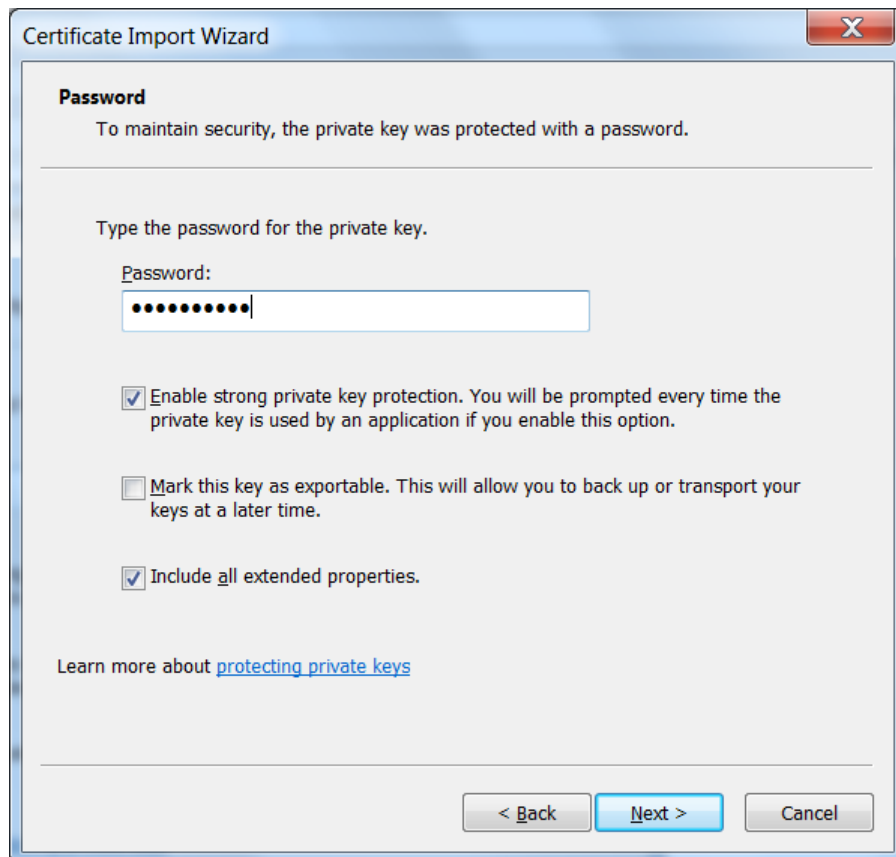 Certificate Import Wizard
Password
To maintain security, the private key was protected with a password.
Type the password for the private key.
Password:
••••••••••
Enable strong private key protection. You will be prompted every time the
private key is used by an application if you enable this option.
Mark this key as exportable. This will allow you to back up or transport your
keys at a later time.
Include all extended properties.
Learn more about protecting private keys
< Back
Next >
Cancel